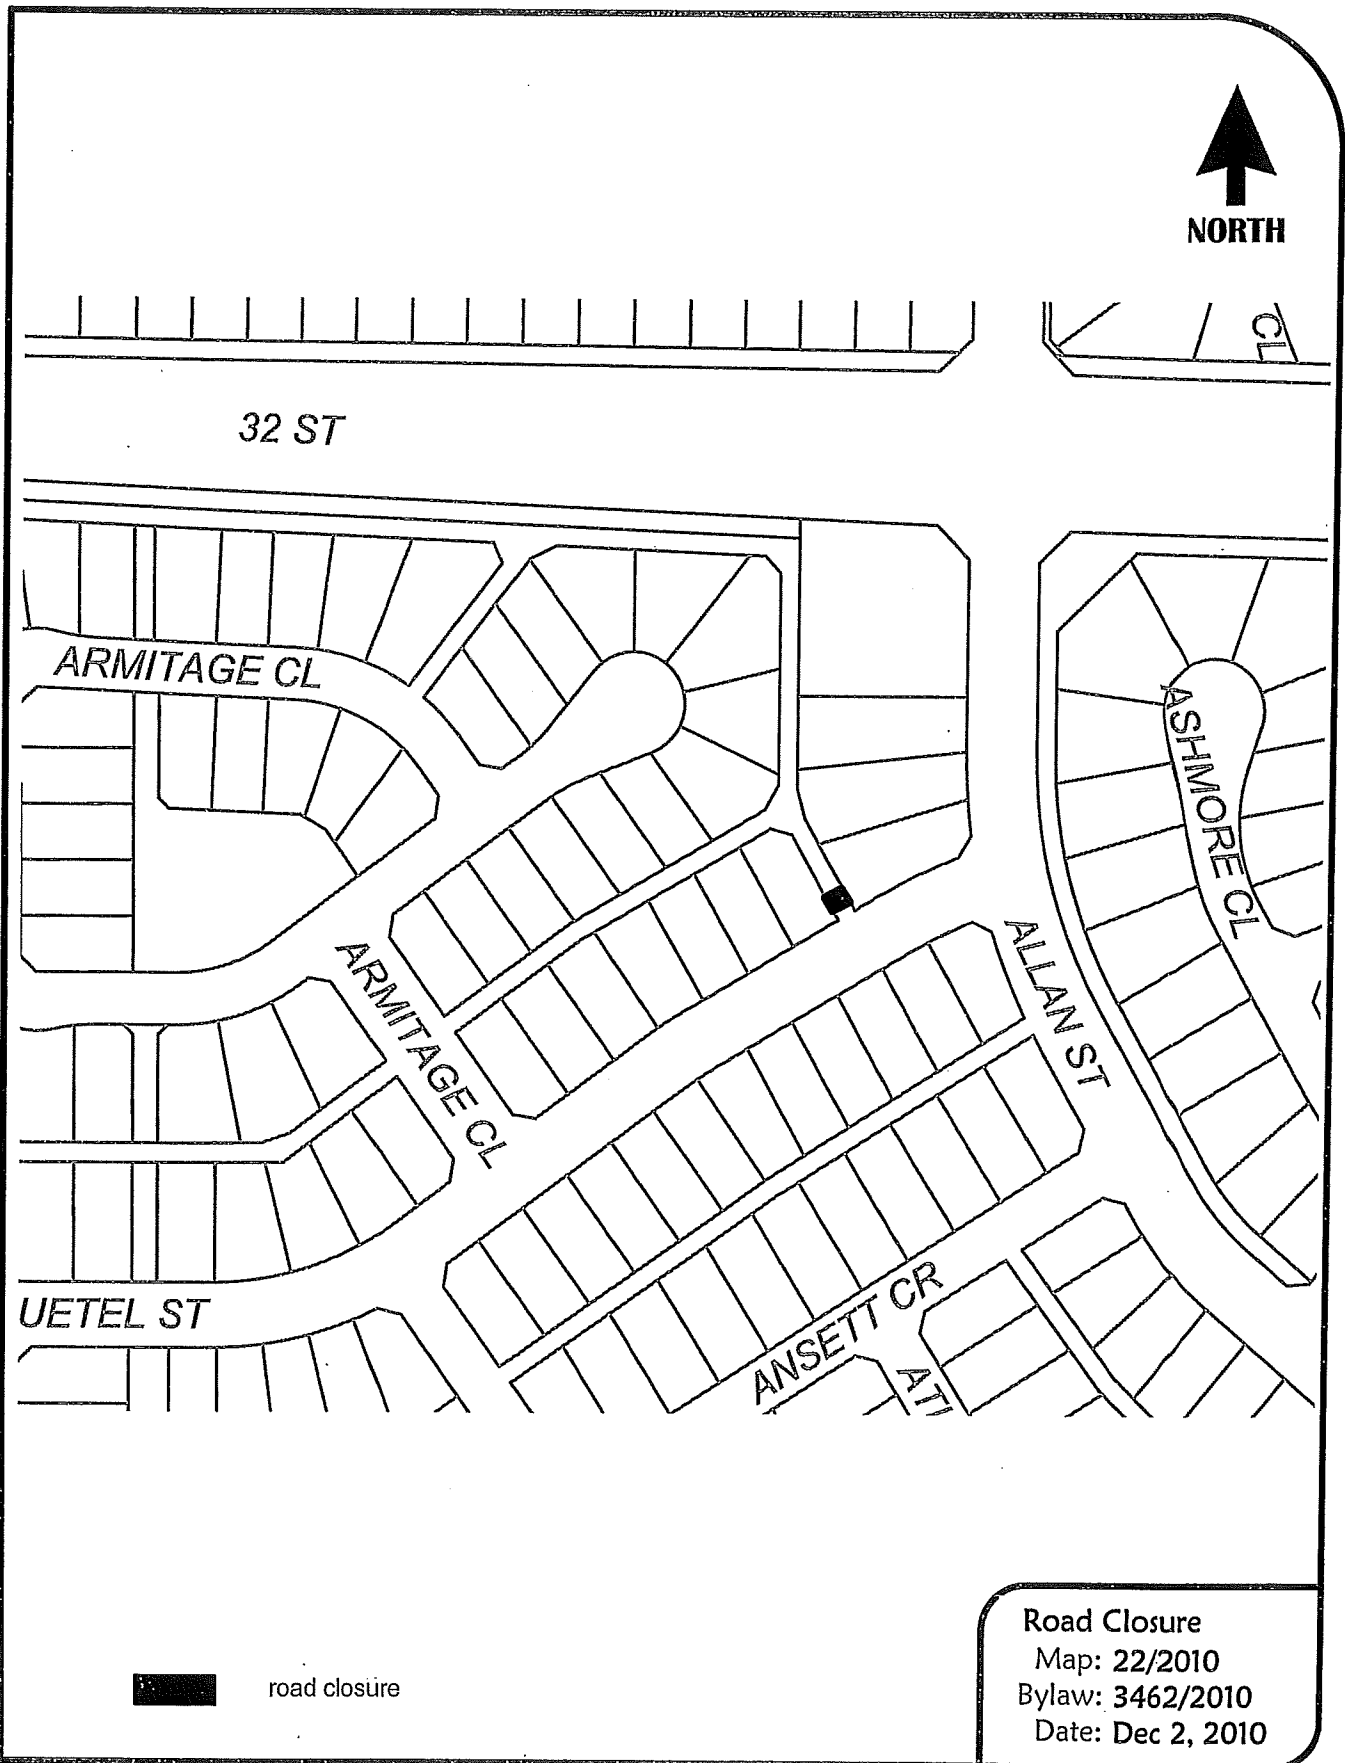 NORTH
CL
32 ST
ARMITAGE CL
ASHMORE CL
ARMITAGE CL
ALLAN ST
UETEL ST
ANSETT CR
road closure
Road Closure
Map: 22/2010
Bylaw: 3462/2010
Date: Dec 2, 2010